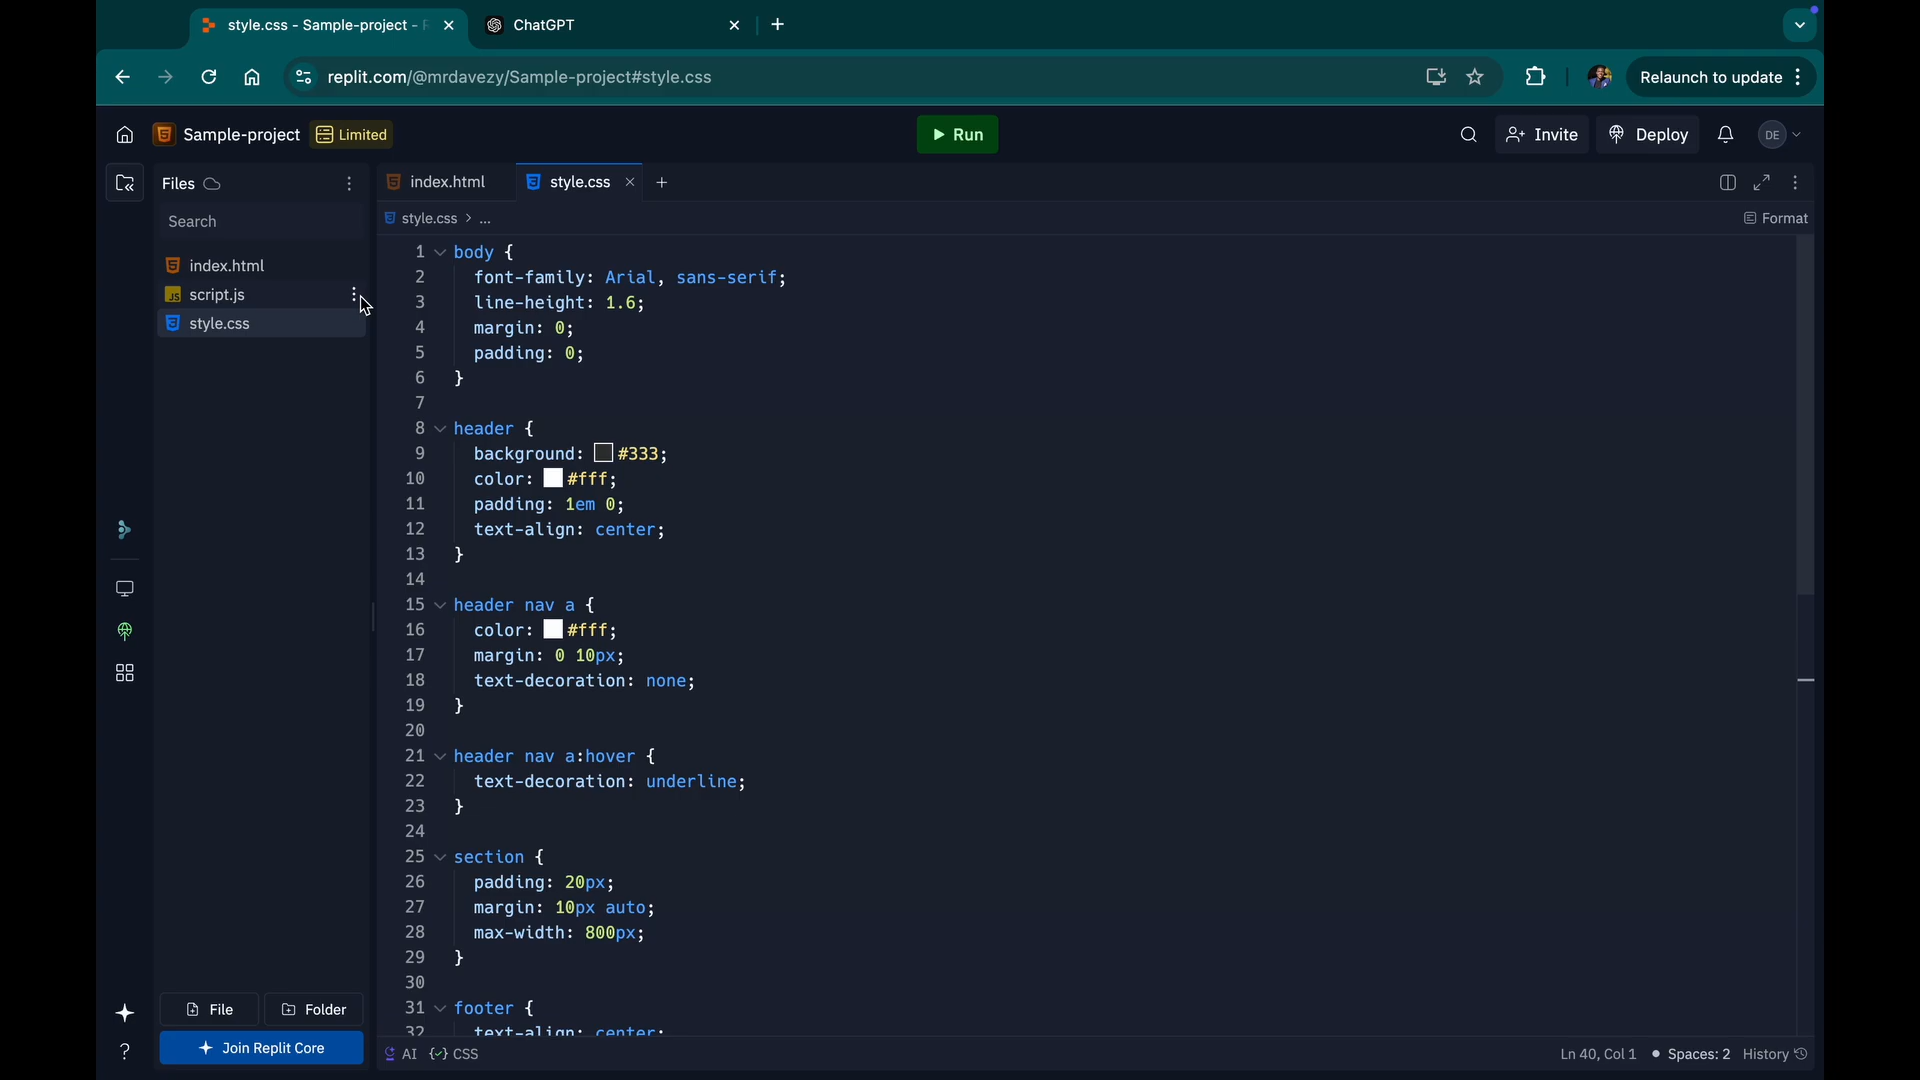 style.css - Sample-project -
ChatGPT
replit.com/@mrdavezy/Sample-project#style.css
Relaunch to update
Sample-project
Limited
Run
Invite
Deploy
DE
Files
index.html
style.css
Search
style.css > ...
Format
index.html
JS script.js
style.css
1 body {
2 font-family: Arial, sans-serif;
3 line-height: 1.6;
4 margin: 0;
5 padding: 0;
6 }
7
8 header {
9 background: #333;
10 color: #fff;
11 padding: 1em 0;
12 text-align: center;
13 }
14
15 header nav a {
16 color: #fff;
17 margin: 0 10px;
18 text-decoration: none;
19 }
20
21 header nav a:hover {
22 text-decoration: underline;
23 }
24
25 section {
26 padding: 20px;
27 margin: 10px auto;
28 max-width: 800px;
29 }
30
31 footer {
32 text-align: center;
File
Folder
Join Replit Core
?
AI
CSS
Ln 40, Col 1
Spaces: 2
History